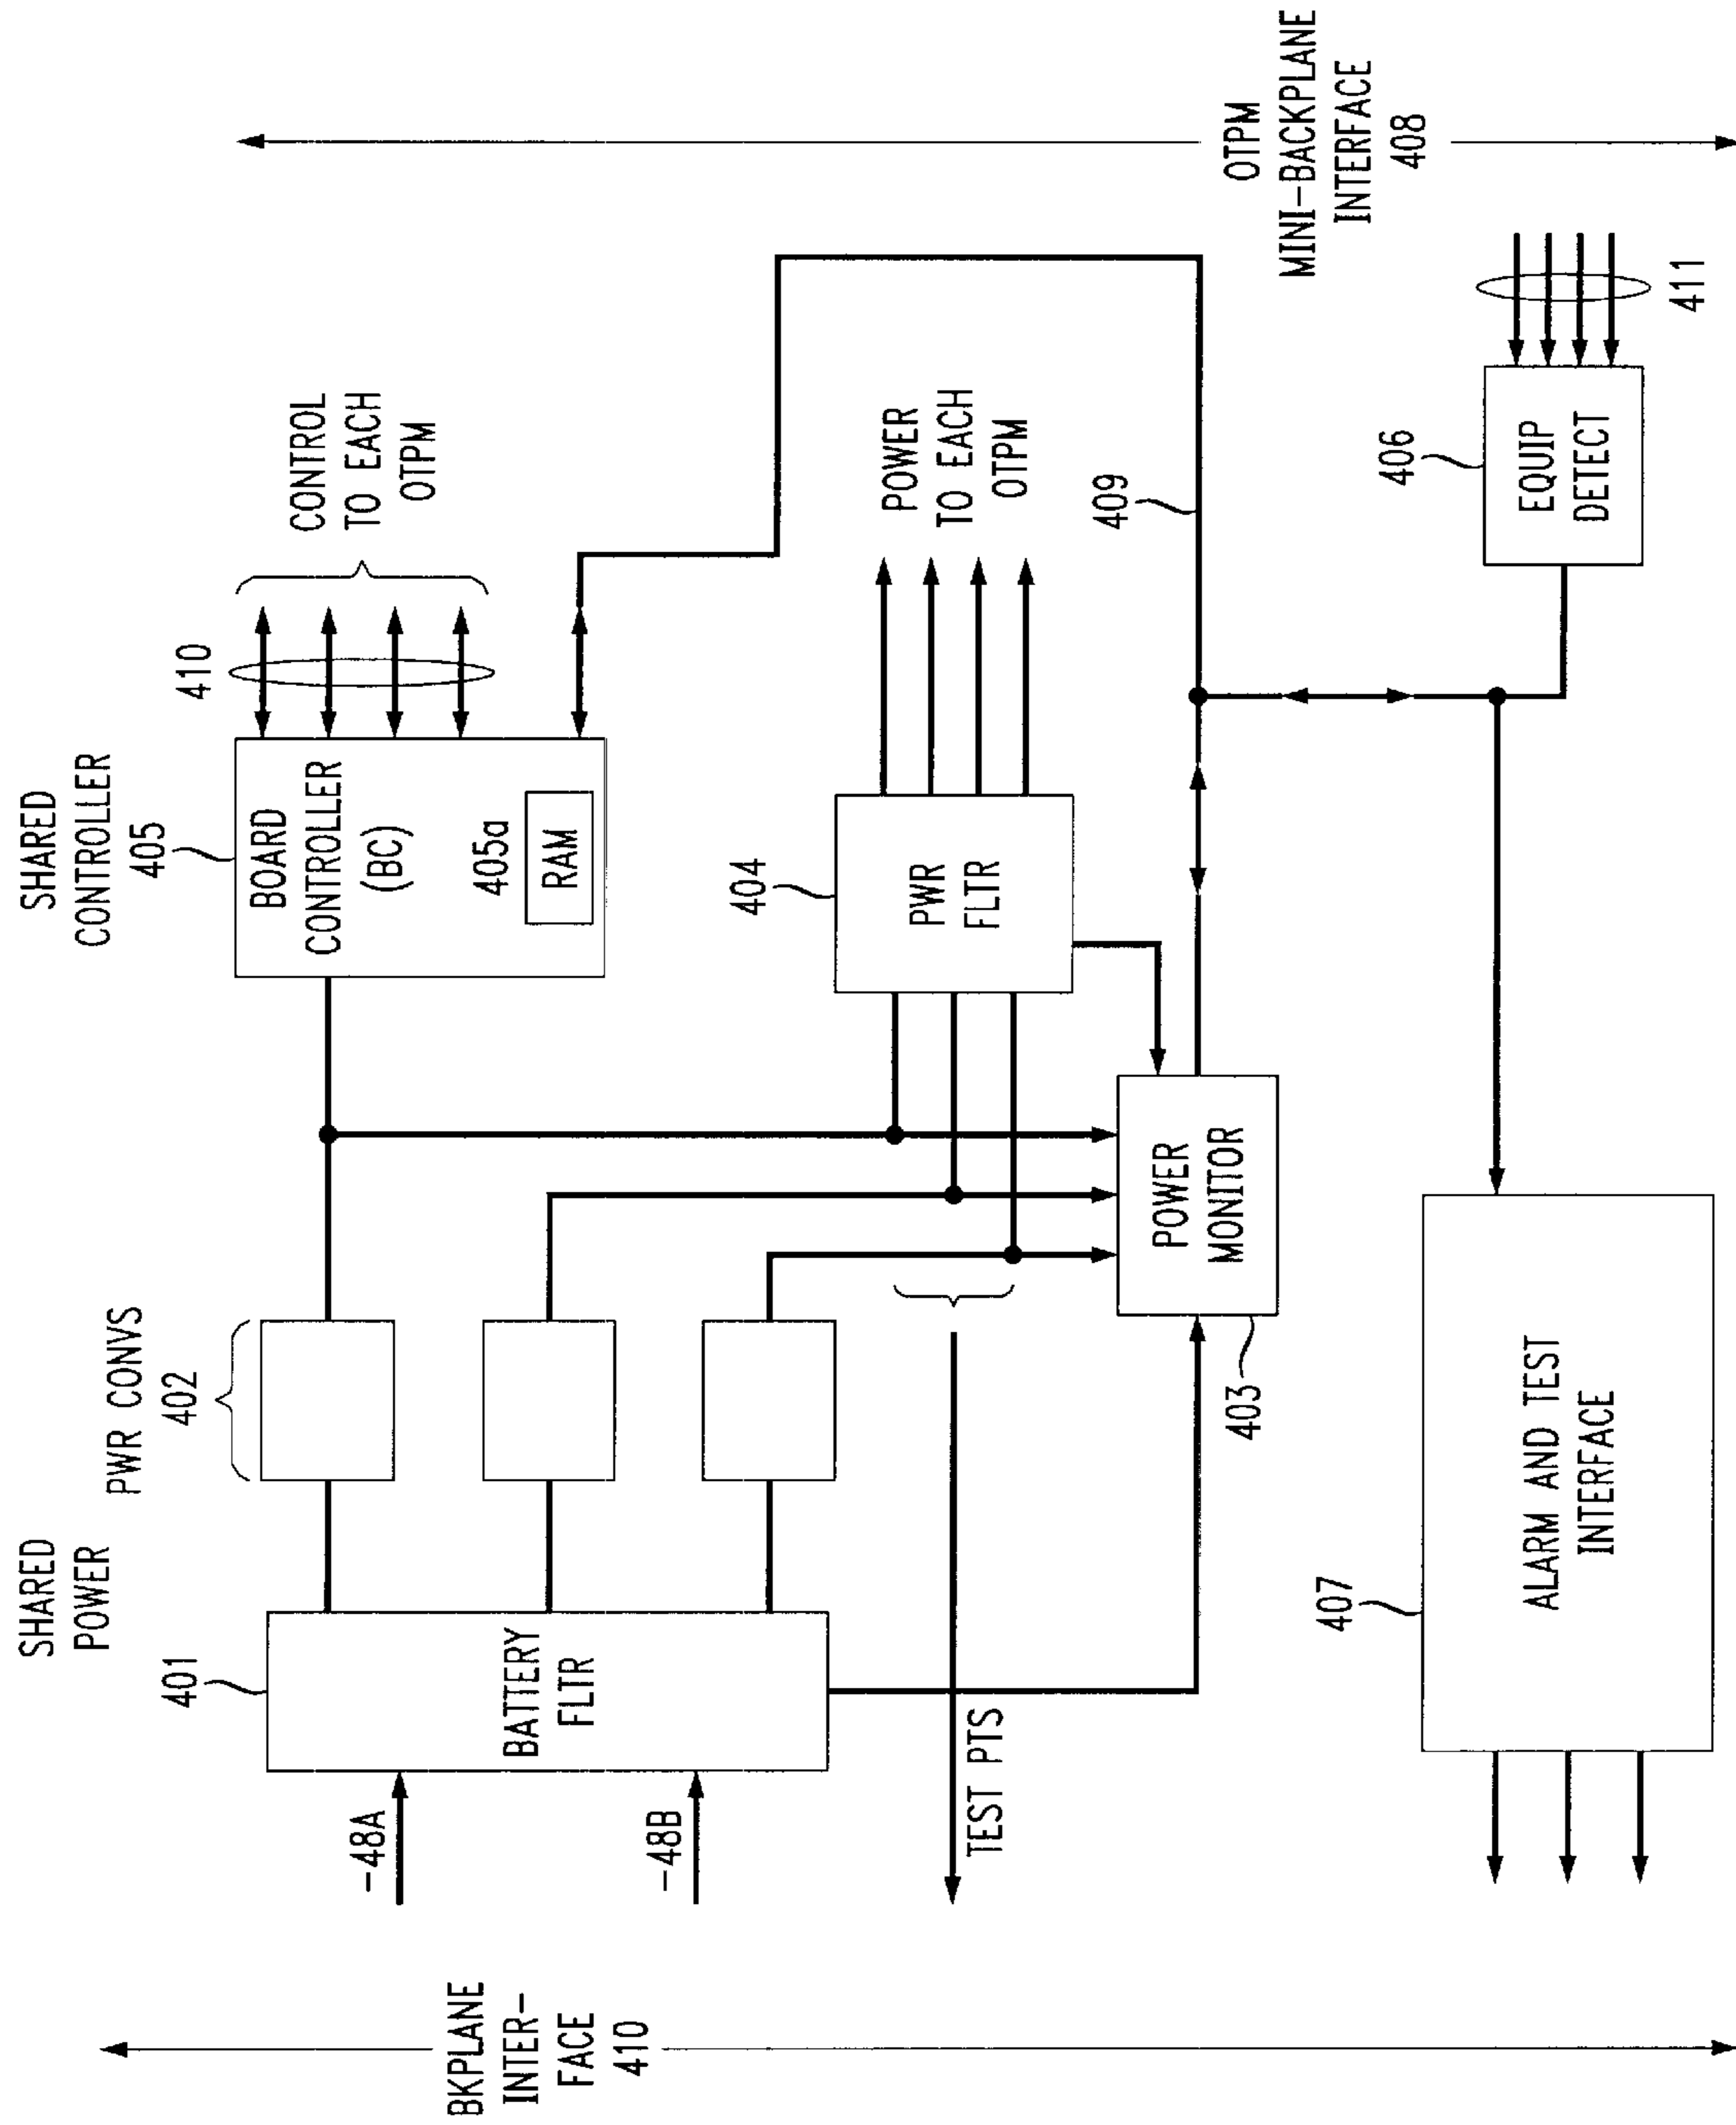 SHARED
POWER
PWR CONVS
402
SHARED
CONTROLLER
405
401
BATTERY
FLTR
-48A
-48B
BOARD
CONTROLLER
(BC)
405a
RAM
410
CONTROL
TO EACH
OTPM
404
PWR
FLTR
POWER
TO EACH
OTPM
TEST PTS
POWER
MONITOR
403
409
407
ALARM AND TEST
INTERFACE
406
EQUIP
DETECT
411
BKPLANE
INTER-
FACE
410
OTPM
MINI-BACKPLANE
INTERFACE
408